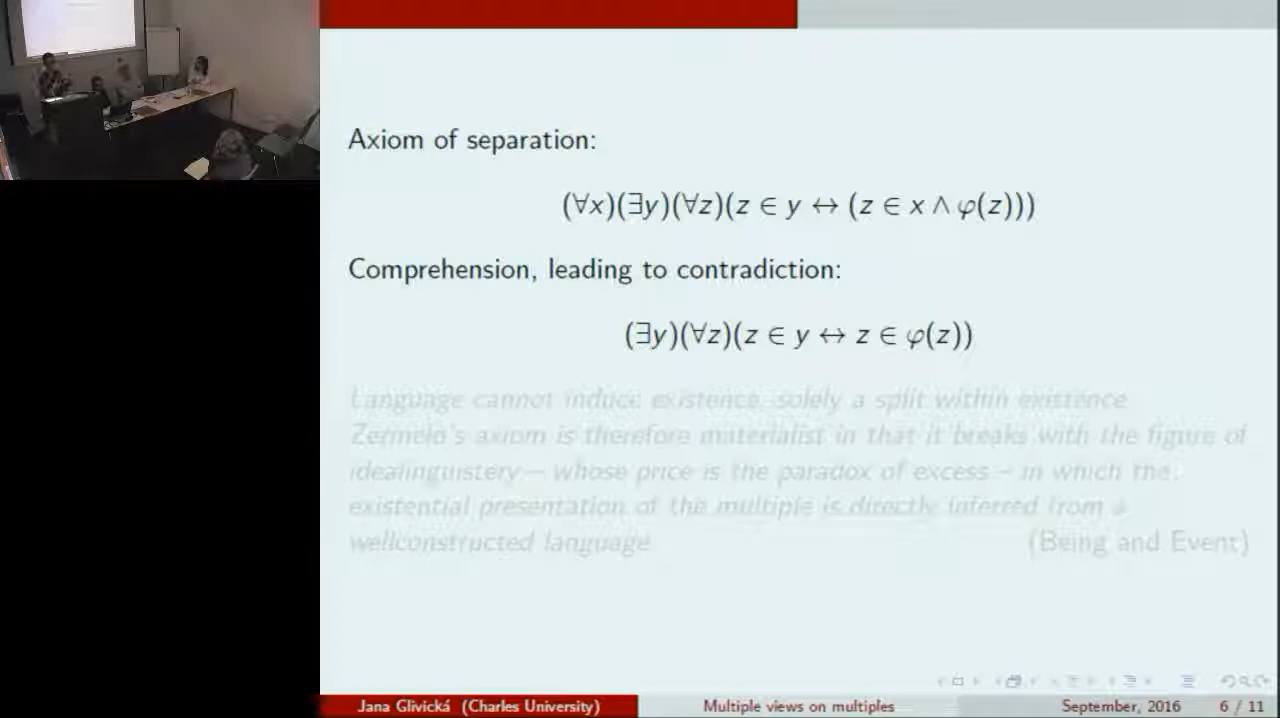 Axiom of separation:
(∀x)(∃y)(∀z)(z ∈ y ↔ (z ∈ x ∧ φ(z)))
Comprehension, leading to contradiction:
(∃y)(∀z)(z ∈ y ↔ z ∈ φ(z))
Language cannot induce existence, solely a split within existence
Zermelo's axiom is therefore materialist in that it breaks with the figure of
idealinguistery – whose price is the paradox of excess – in which the
existential presentation of the multiple is directly inferred from a
wellconstructed language (Being and Event)
Jana Glivická (Charles University) Multiple views on multiples September, 2016 6 / 11